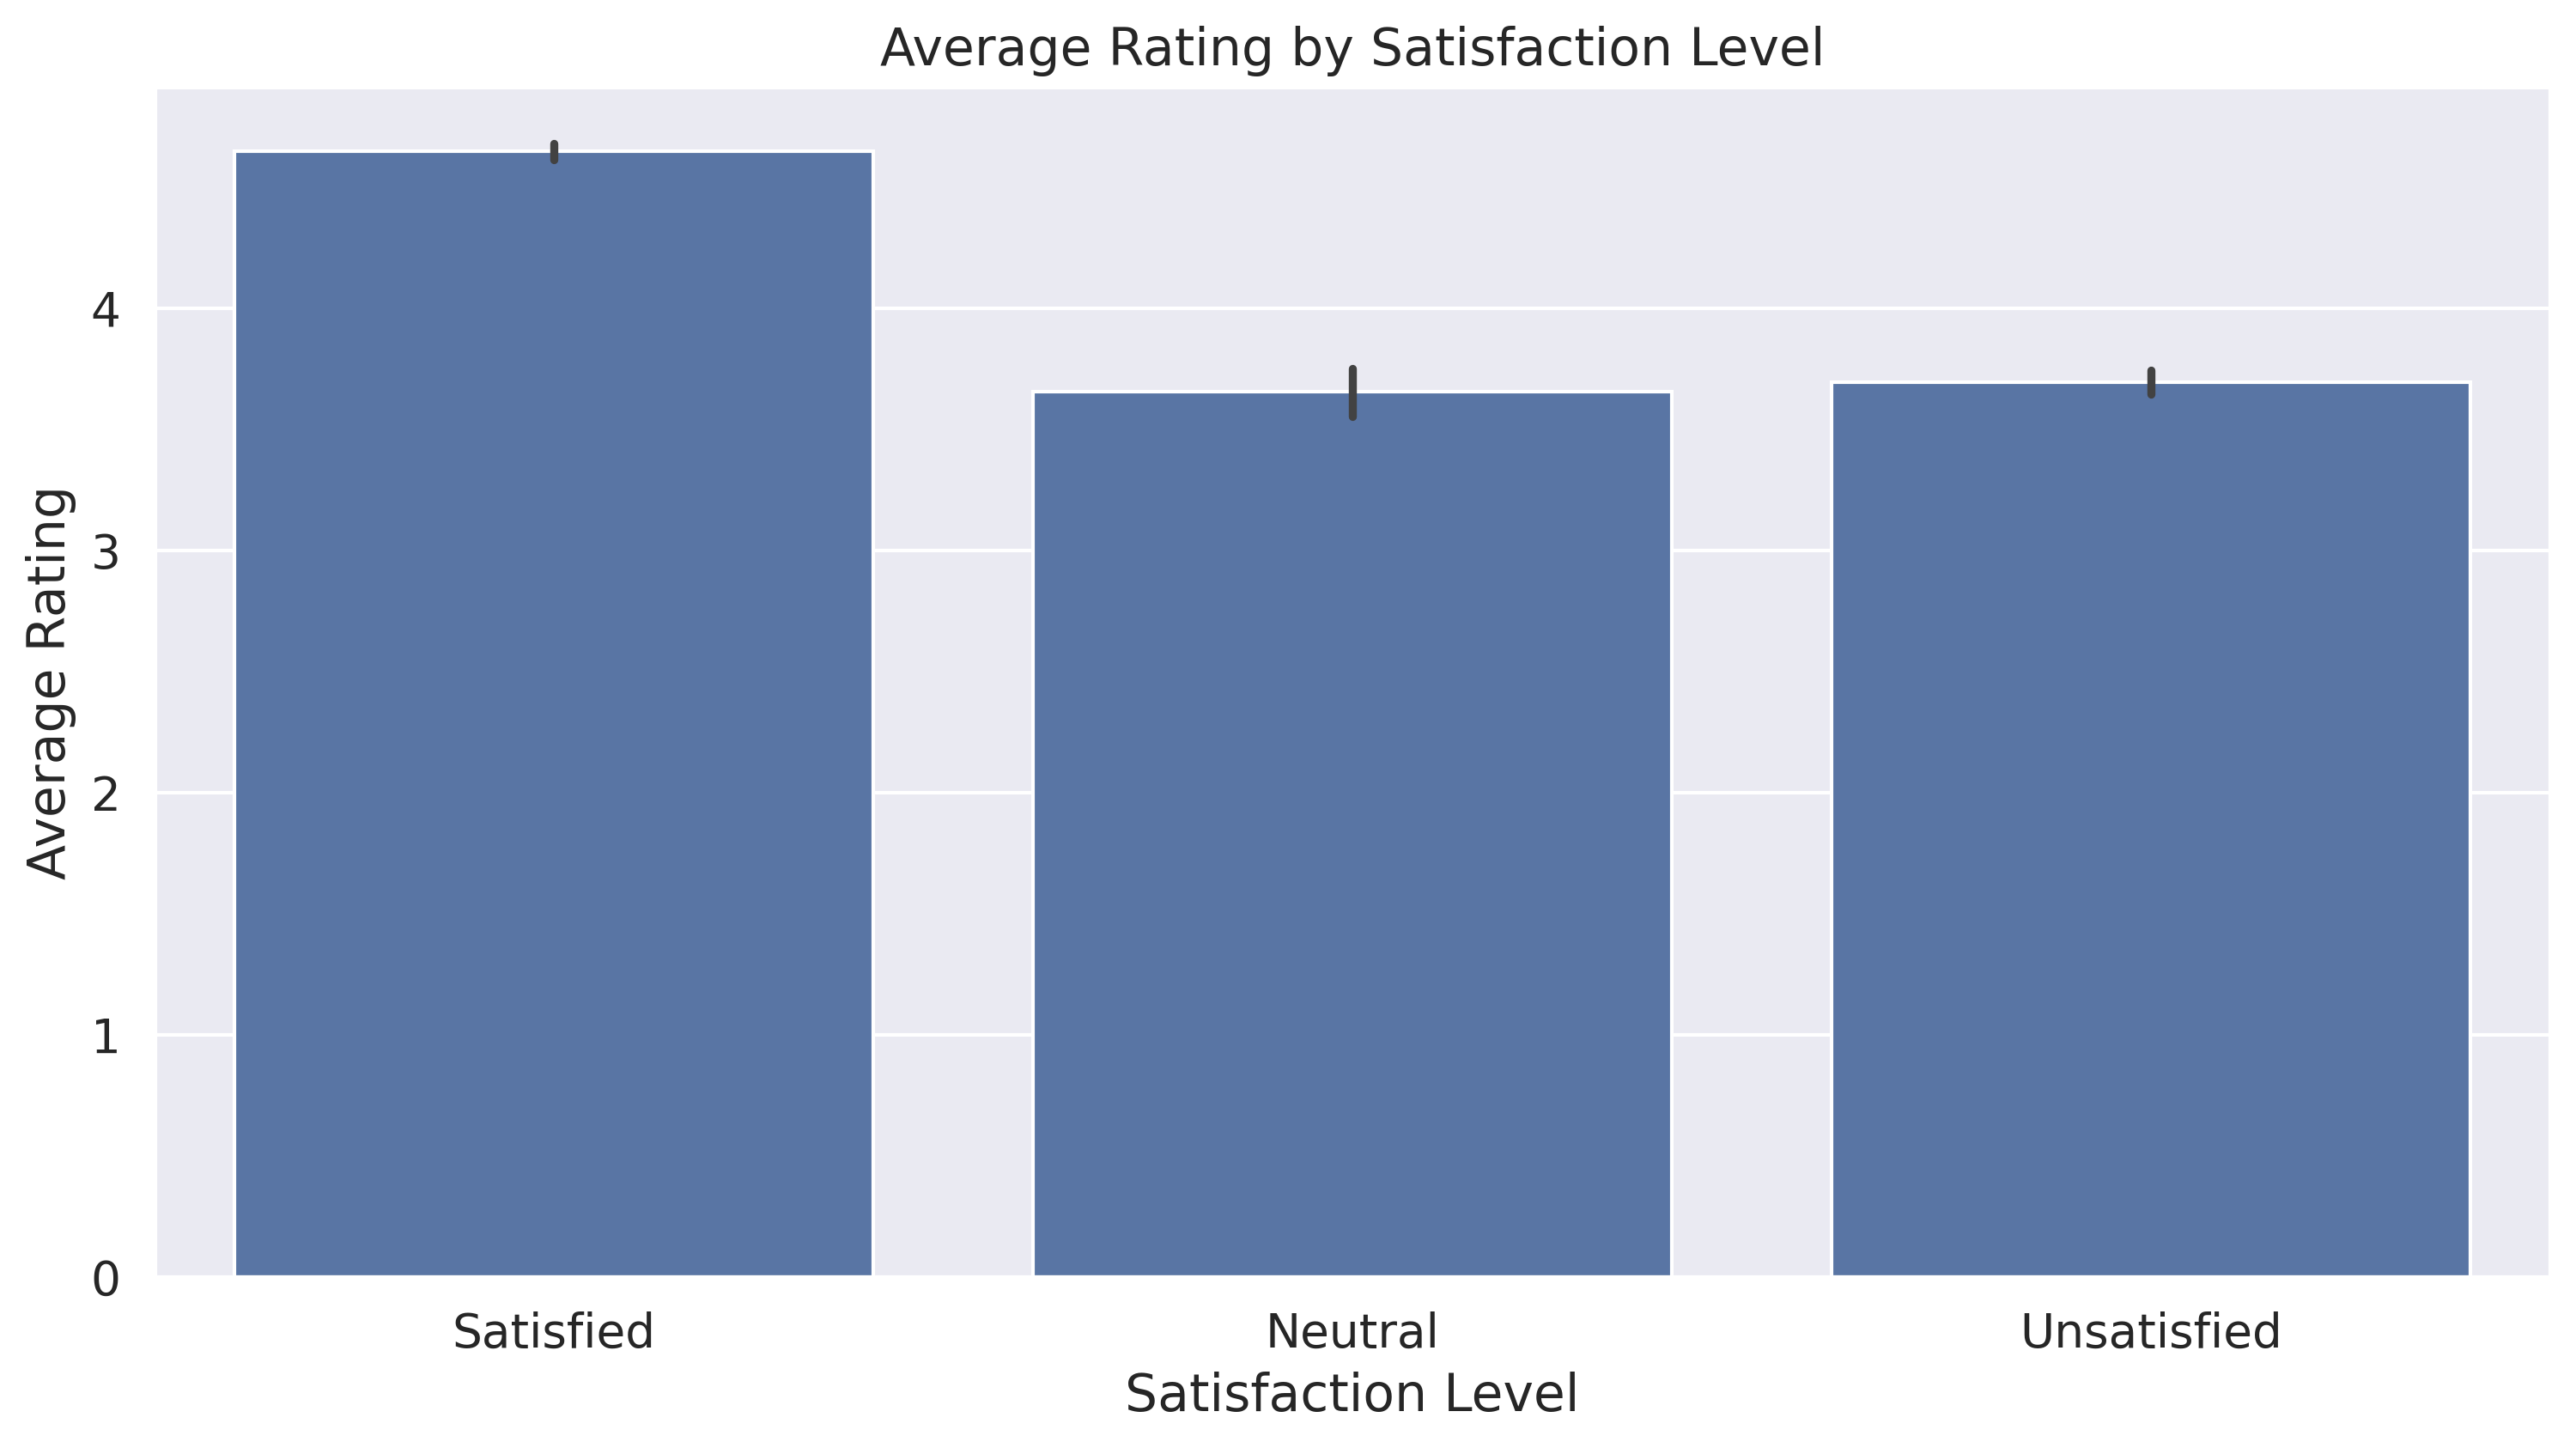 Average Rating by Satisfaction Level
Average Rating
4
3
2
1
0
Satisfied
Neutral
Unsatisfied
Satisfaction Level